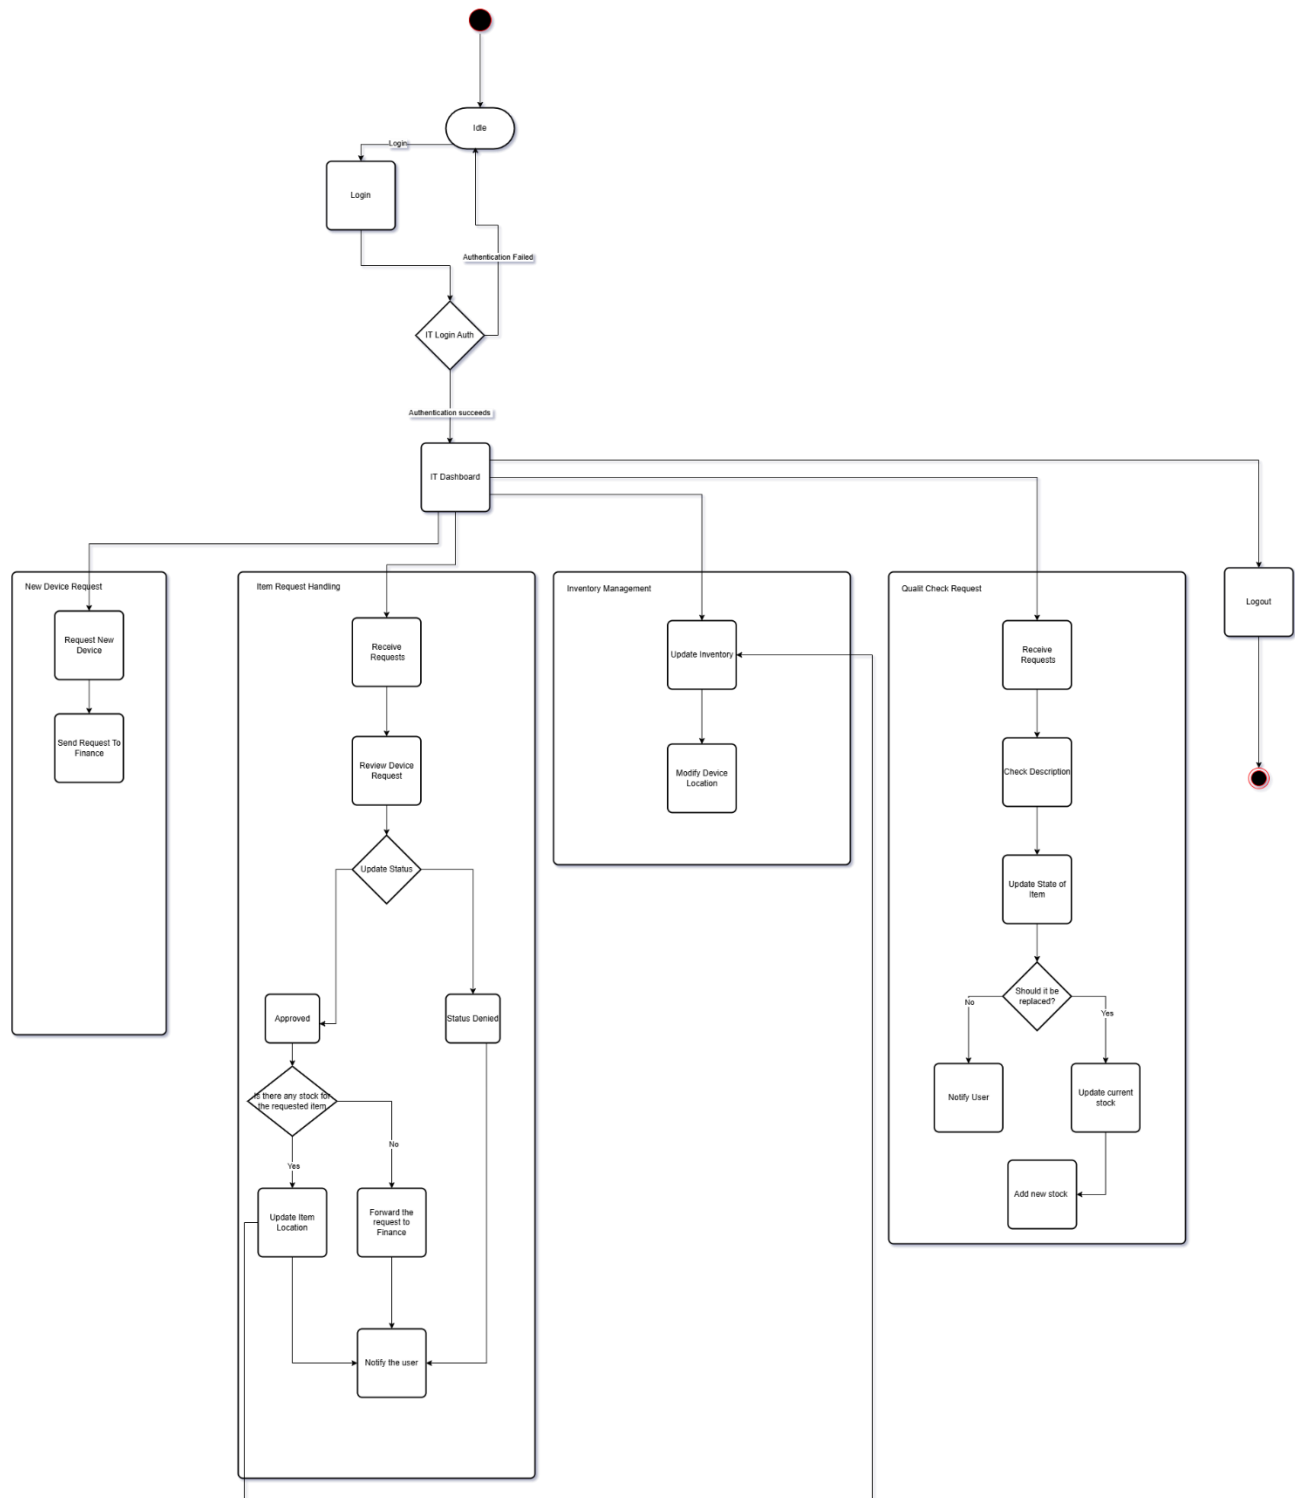 Idle
Login
Login
Authentication Failed
IT Login Auth
Authentication succeeds
IT Dashboard
New Device Request
Request New
Device
Send Request To
Finance
Item Request Handling
Receive
Requests
Review Device
Request
Update Status
Approved
Status Denied
Is there any stock for
the requested item
No
Yes
Update Item
Location
Forward the
request to
Finance
Notify the user
Inventory Management
Update Inventory
Modify Device
Location
Qualit Check Request
Receive
Requests
Check Description
Update State of
Item
Should it be
replaced?
No
Yes
Notify User
Update current
stock
Add new stock
Logout